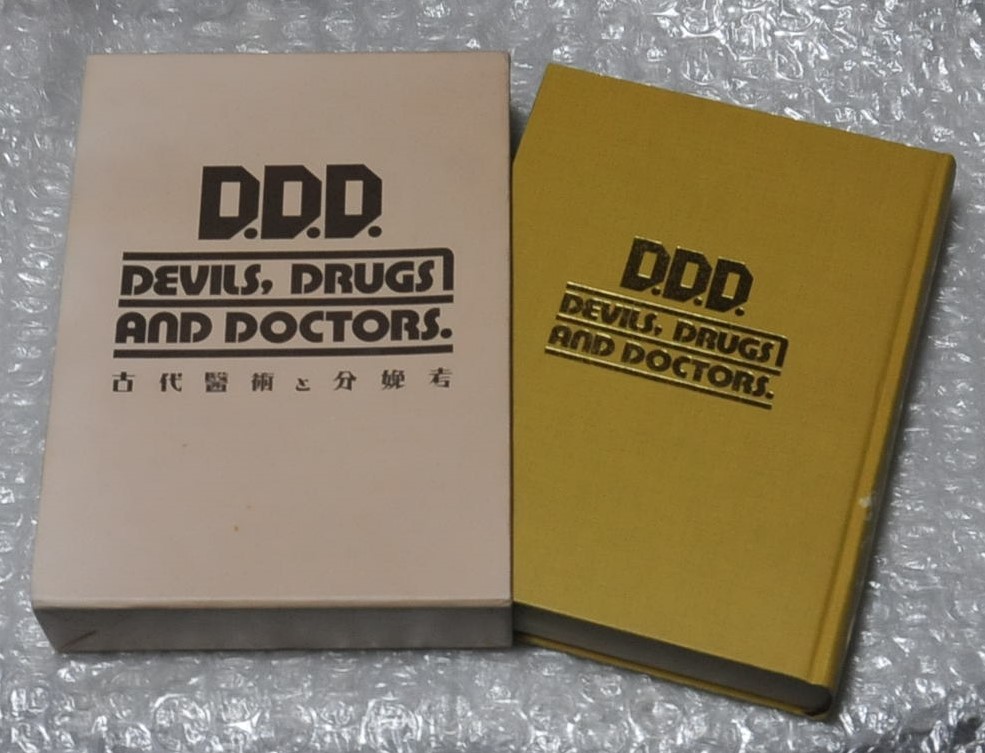 D.D.D.
DEVILS, DRUGS
AND DOCTORS.
古代醫術と分娩考
D.D.D.
DEVILS, DRUGS
AND DOCTORS.